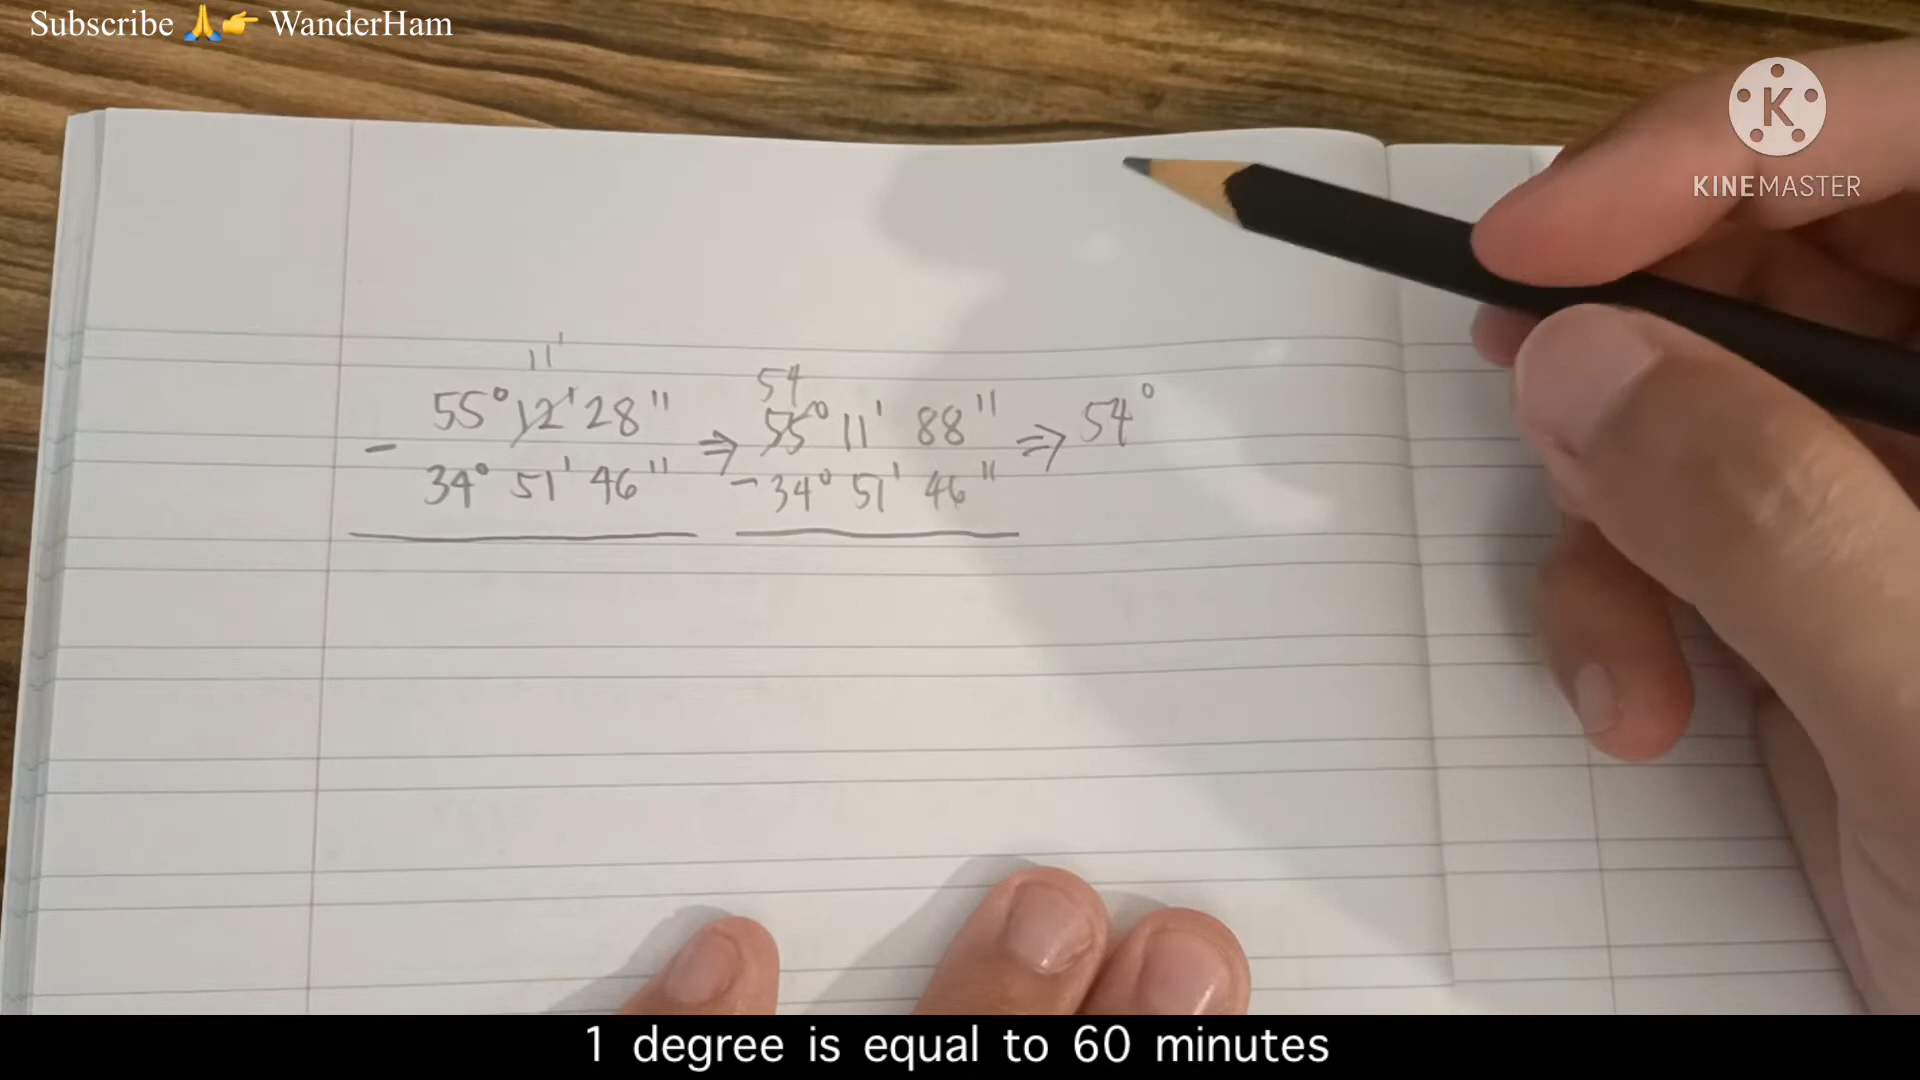 Subscribe 🙏👉 WanderHam
KINEMASTER
11'
54
55° 12' 28" ⇒ 55° 11' 88" ⇒ 54°
- 34° 51' 46" - 34° 51' 46"
1 degree is equal to 60 minutes